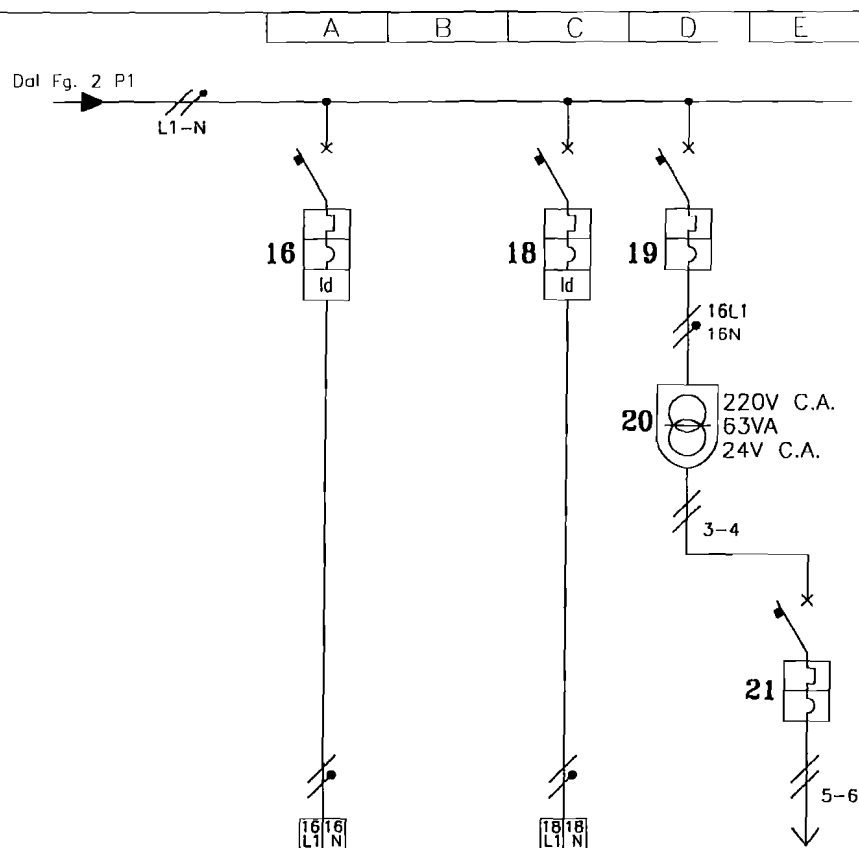 A B C D E
Dal Fg. 2 P1
L1-N
16
Id
18
Id
19
16L1
16N
20
220V C.A.
63VA
24V C.A.
3-4
21
5-6
16 16
L1 N
18 18
L1 N